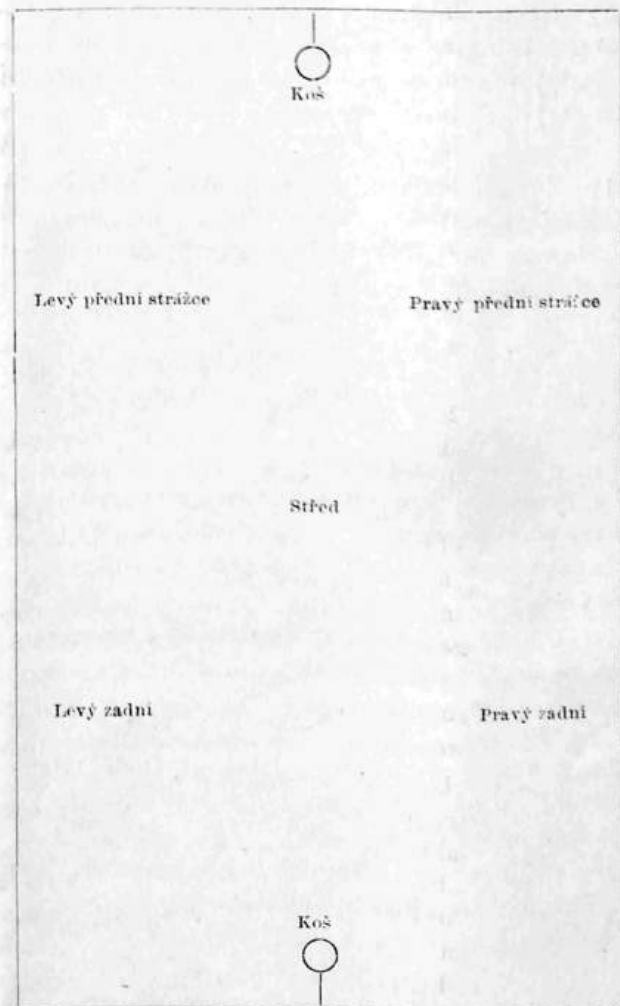 Koš
Levý přední strážce
Pravý přední strážce
Střed
Levý zadní
Pravý zadní
Koš